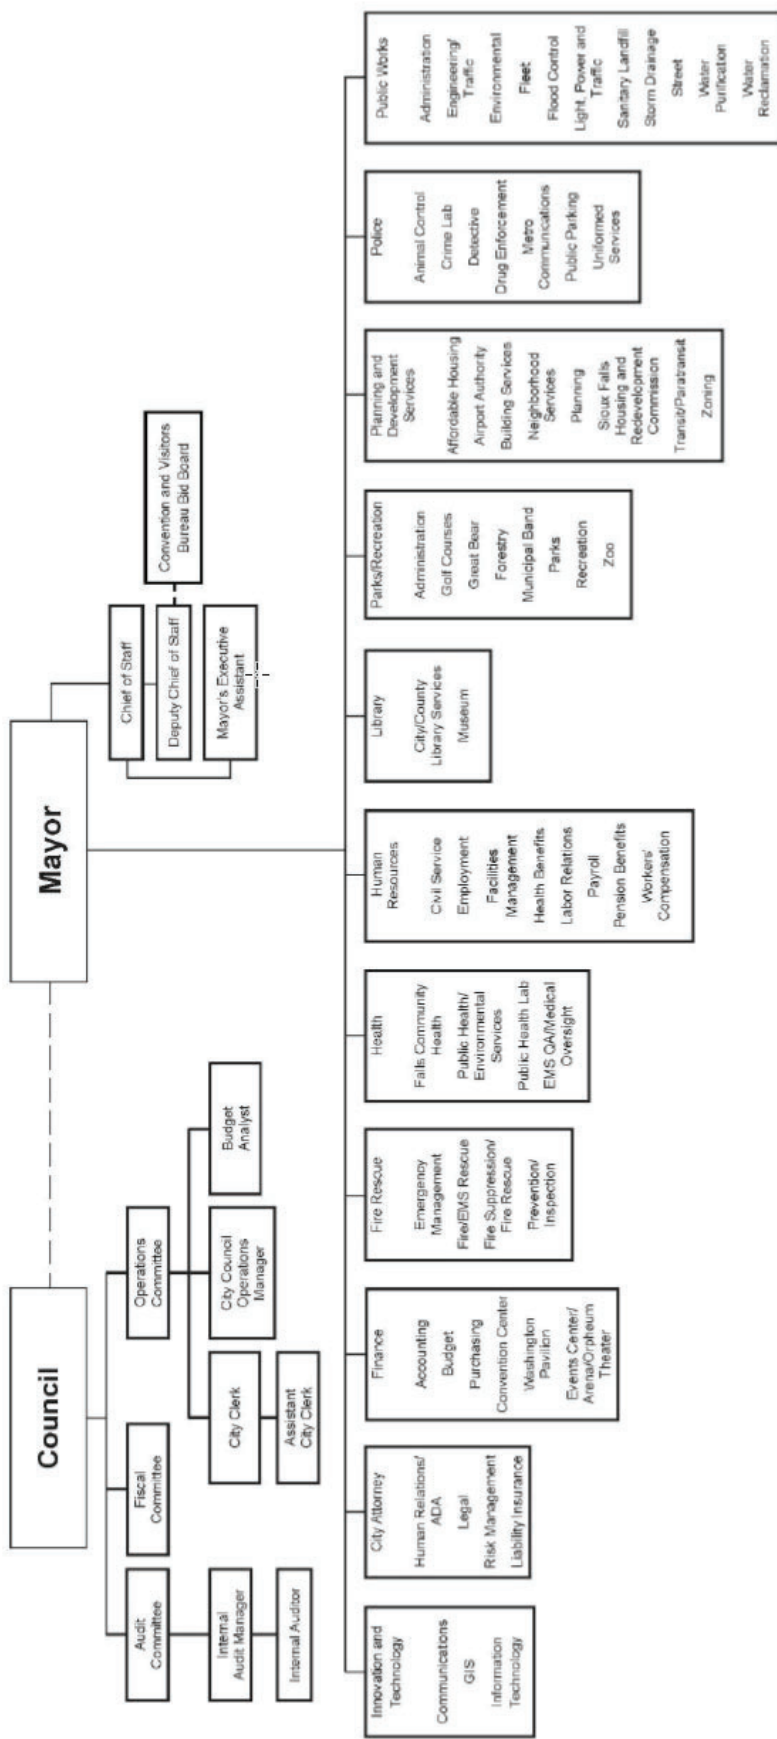 Council
Mayor
Audit
Committee
Fiscal
Committee
Operations
Committee
Internal
Audit Manager
Internal Auditor
City Clerk
Assistant
City Clerk
City Council
Operations
Manager
Budget
Analyst
Chief of Staff
Deputy Chief of Staff
Mayor's Executive
Assistant
Convention and Visitors
Bureau Bid Board
Innovation and
Technology
Communications
GIS
Information
Technology
City Attorney
Human Relations/
ADA
Legal
Risk Management
Liability Insurance
Finance
Accounting
Budget
Purchasing
Convention Center
Washington
Pavilion
Events Center/
Arena/Orpheum
Theater
Fire Rescue
Emergency
Management
Fire/EMS Rescue
Fire Suppression/
Fire Rescue
Prevention/
Inspection
Health
Falls Community
Health
Public Health/
Environmental
Services
Public Health Lab
EMS QA/Medical
Oversight
Human
Resources
Civil Service
Employment
Facilities
Management
Health Benefits
Labor Relations
Payroll
Pension Benefits
Workers'
Compensation
Library
City/County
Library Services
Museum
Parks/Recreation
Administration
Golf Courses
Great Bear
Forestry
Municipal Band
Parks
Recreation
Zoo
Planning and
Development
Services
Affordable Housing
Airport Authority
Building Services
Neighborhood
Services
Planning
Sioux Falls
Housing and
Redevelopment
Commission
Transit/Paratransit
Zoning
Police
Animal Control
Crime Lab
Detective
Drug Enforcement
Metro
Communications
Public Parking
Uniformed
Services
Public Works
Administration
Engineering/
Traffic
Environmental
Fleet
Flood Control
Light, Power and
Traffic
Sanitary Landfill
Storm Drainage
Street
Water
Purification
Water
Reclamation